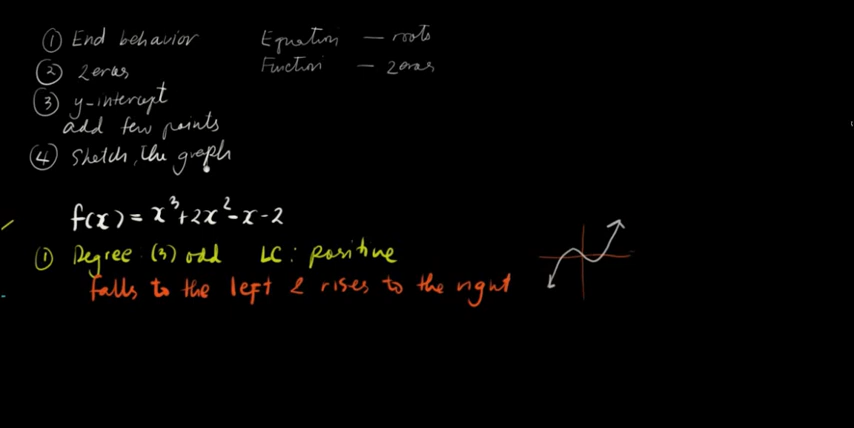 ① End behavior Equation — roots
② Zeros Function — Zeros
③ y-intercept
add few points
④ Sketch, the graph
f(x) = x³+2x²-x-2
① Degree (3) odd LC: positive
falls to the left & rises to the right